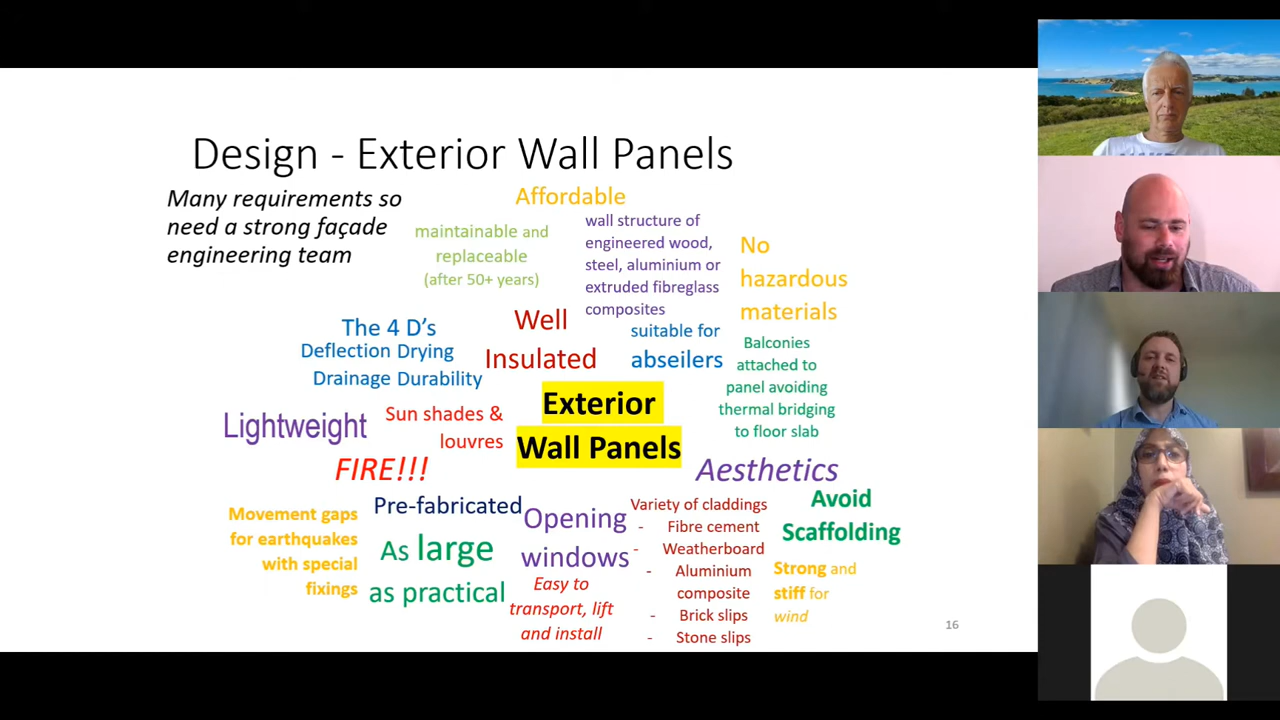 Design - Exterior Wall Panels
Many requirements so
need a strong façade
engineering team
Affordable
maintainable and
replaceable
(after 50+ years)
wall structure of
engineered wood,
steel, aluminium or
extruded fibreglass
composites
No
hazardous
materials
The 4 D's
Deflection Drying
Drainage Durability
Well
Insulated
suitable for
abseilers
Balconies
attached to
panel avoiding
thermal bridging
to floor slab
Lightweight
Sun shades &
louvres
Exterior
Wall Panels
FIRE!!!
Aesthetics
Movement gaps
for earthquakes
with special
fixings
Pre-fabricated
As large
as practical
Opening
windows
Easy to
transport, lift
and install
Variety of claddings
- Fibre cement
- Weatherboard
- Aluminium
composite
- Brick slips
- Stone slips
Avoid
Scaffolding
Strong and
stiff for
wind
16